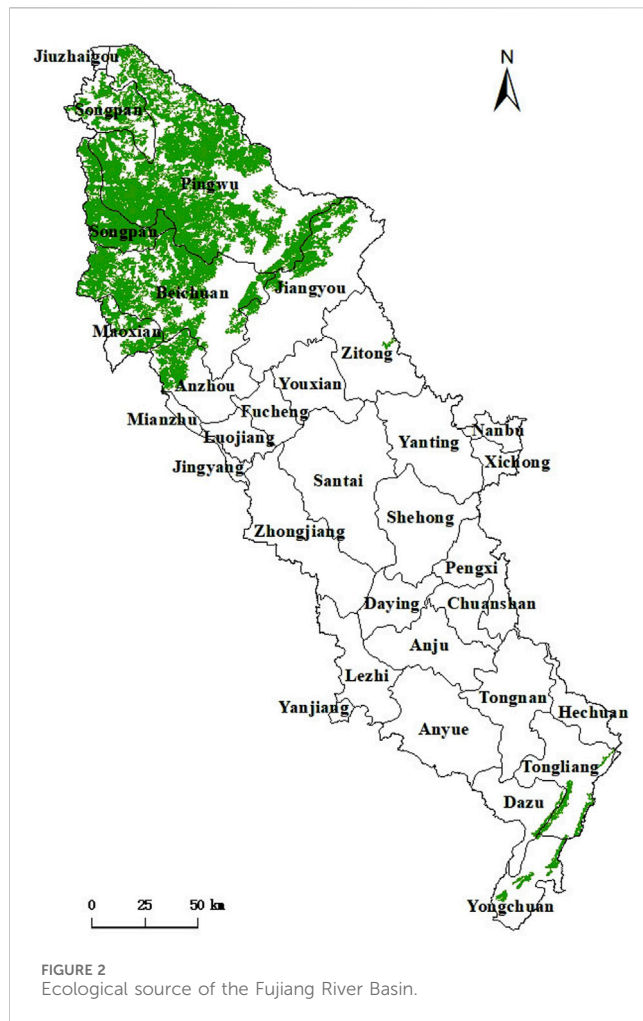 N
Jiuzhaigou
Songpan
Pingwu
Songpan
Beichuan
Jiangyou
Maoxian
Zitong
Anzhou
Youxian
Mianzhu
Fucheng
Nanbu
Luojiang
Yanting
Jingyang
Xichong
Santai
Shehong
Zhongjiang
Pengxi
Daying
Chuanshan
Anju
Lezhi
Tongnan
Yanjiang
Hechuan
Anyue
Tongliang
Dazu
Yongchuan
0 25 50 km
FIGURE 2
Ecological source of the Fujiang River Basin.